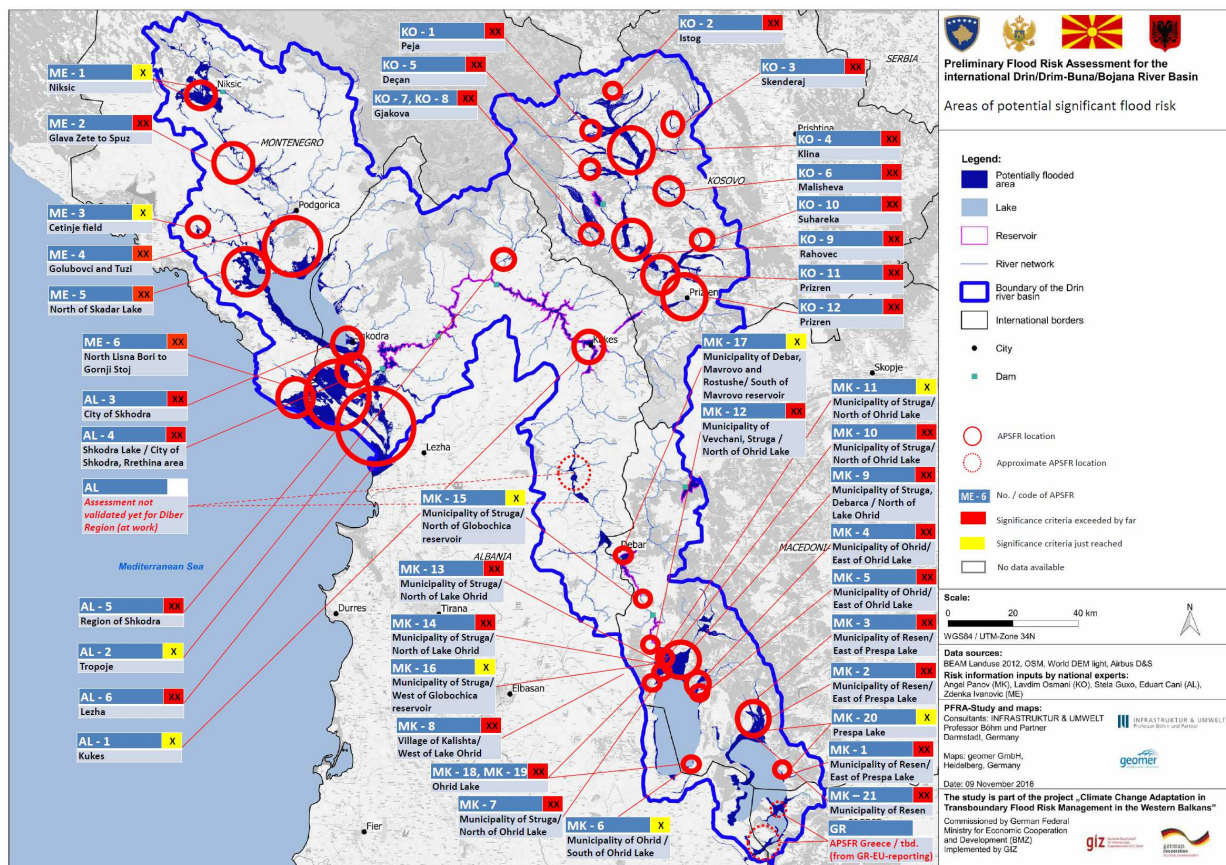 KO - 1 XX
Peja
KO - 2 XX
Istog
KO - 5 XX
Deçan
KO - 3 XX
Skenderaj
KO - 7, KO - 8 XX
Gjakova
ME - 1 X
Niksic
Niksic
ME - 2 XX
Glava Zete to Spuz
MONTENEGRO
SERBIA
Prishtina
KO - 4 XX
Klina
KOSOVO
KO - 6 XX
Malisheva
KO - 10 XX
Suhareka
ME - 3 X
Cetinje field
Podgorica
ME - 4 XX
Golubovci and Tuzi
KO - 9 XX
Rahovec
ME - 5 XX
North of Skadar Lake
KO - 11 XX
Prizren
Prizren
KO - 12 XX
Prizren
ME - 6 XX
North Lisna Bori to
Gornji Stoj
Kukes
MK - 17 X
Municipality of Debar,
Mavrovo and
Rostushe/ South of
Mavrovo reservoir
Skopje
AL - 3 XX
City of Skhodra
MK - 11 X
Municipality of Struga/
North of Ohrid Lake
AL - 4 XX
Shkodra Lake / City of
Shkodra, Rrethina area
MK - 12 XX
Municipality of
Vevchani, Struga /
North of Ohrid Lake
MK - 10 XX
Municipality of Struga/
North of Ohrid Lake
Lezha
AL
Assessment not
validated yet for Diber
Region (at work)
MK - 15 X
Municipality of Struga/
North of Globochica
reservoir
MK - 9 XX
Municipality of Struga,
Debarca / North of
Lake Ohrid
MK - 4 XX
Municipality of Ohrid/
East of Ohrid Lake
Debar
MACEDONIA
ALBANIA
Mediterranean Sea
MK - 13 XX
Municipality of Struga/
North of Lake Ohrid
MK - 5 XX
Municipality of Ohrid/
East of Ohrid Lake
AL - 5 XX
Region of Shkodra
Durres
Tirana
MK - 14 XX
Municipality of Struga/
North of Lake Ohrid
MK - 3 XX
Municipality of Resen/
East of Prespa Lake
AL - 2 X
Tropoje
MK - 16 X
Municipality of Struga/
West of Globochica
reservoir
MK - 2 XX
Municipality of Resen/
East of Prespa Lake
AL - 6 XX
Lezha
Elbasan
MK - 8 XX
Village of Kalishta/
West of Lake Ohrid
MK - 20 X
Prespa Lake
AL - 1 X
Kukes
MK - 1 XX
Municipality of Resen/
East of Prespa Lake
MK - 18, MK - 19 XX
Ohrid Lake
MK - 7 XX
Municipality of Struga/
North of Ohrid Lake
MK – 21 XX
Municipality of Resen
MK - 6 X
Municipality of Ohrid /
South of Ohrid Lake
Fier
GR
APSFR Greece / tbd.
(from GR-EU-reporting)
Preliminary Flood Risk Assessment for the
international Drin/Drim-Buna/Bojana River Basin
Areas of potential significant flood risk
Legend:
Potentially flooded
area
Lake
Reservoir
River network
Boundary of the Drin
river basin
International borders
City
Dam
APSFR location
Approximate APSFR location
ME - 6 No. / code of APSFR
Significance criteria exceeded by far
Significance criteria just reached
No data available
Scale:
0 20 40 km
WGS84 / UTM-Zone 34N
N
Data sources:
BEAM Landuse 2012, OSM, World DEM light, Airbus D&S
Risk information inputs by national experts:
Angel Panov (MK), Lavdim Osmani (KO), Stela Guxo, Eduart Cani (AL),
Zdenka Ivanovic (ME)
PFRA-Study and maps:
Consultants: INFRASTRUKTUR & UMWELT
Professor Böhm und Partner
Darmstadt, Germany
INFRASTRUKTUR & UMWELT
Professor Böhm und Partner
Maps: geomer GmbH,
Heidelberg, Germany
geomer
Date: 09 November 2016
The study is part of the project „Climate Change Adaptation in
Transboundary Flood Risk Management in the Western Balkans"
Commissioned by German Federal
Ministry for Economic Cooperation
and Development (BMZ)
Implemented by GIZ
giz
german
cooperation